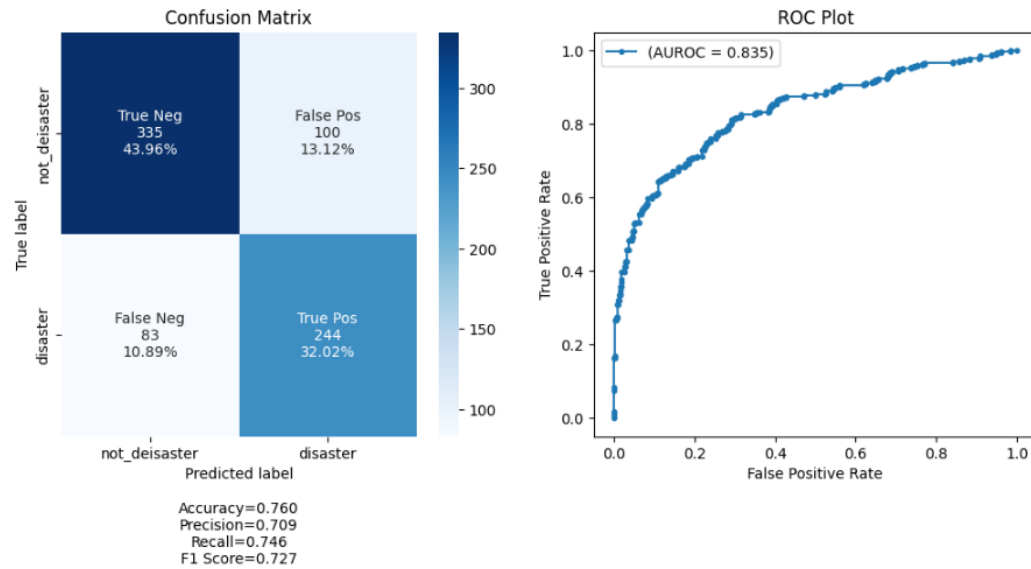 Confusion Matrix
True label
not_deisaster
disaster
True Neg
335
43.96%
False Pos
100
13.12%
False Neg
83
10.89%
True Pos
244
32.02%
not_deisaster
disaster
Predicted label
300
250
200
150
100
Accuracy=0.760
Precision=0.709
Recall=0.746
F1 Score=0.727
ROC Plot
(AUROC = 0.835)
True Positive Rate
1.0
0.8
0.6
0.4
0.2
0.0
0.0
0.2
0.4
0.6
0.8
1.0
False Positive Rate